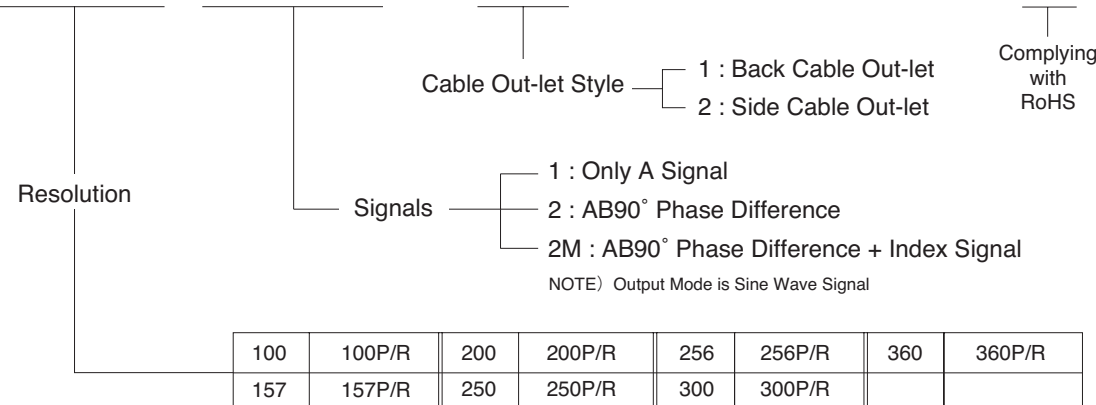 Complying
with
RoHS
Cable Out-let Style
1 : Back Cable Out-let
2 : Side Cable Out-let
Resolution
Signals
1 : Only A Signal
2 : AB90˚ Phase Difference
2M : AB90˚ Phase Difference + Index Signal
NOTE）Output Mode is Sine Wave Signal
100 100P/R 200 200P/R 256 256P/R 360 360P/R
157 157P/R 250 250P/R 300 300P/R